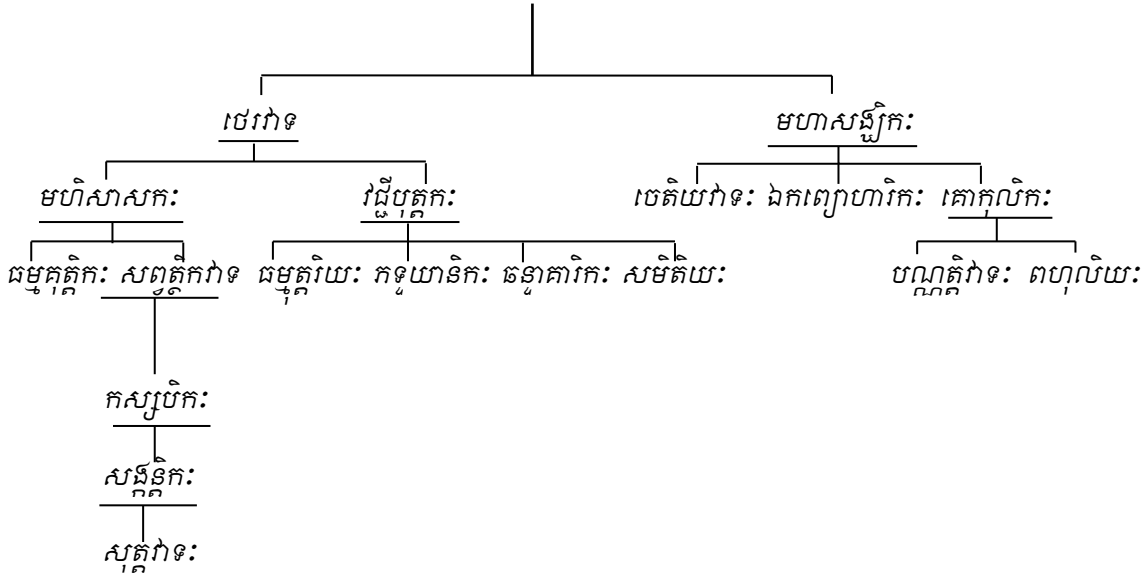 ថេរវាទ មហាសង្ឃិកៈ
មហិសាសកៈ វជ្ជីបុត្តកៈ ចេតិយវាទៈ ឯកព្យោហារិកៈ គោកុលិកៈ
ធម្មគុត្តិកៈ សព្វត្ថិកវាទ ធម្មុត្តរិយៈ ភទ្ទយានិកៈ ឆន្ទាគារិកៈ សមិតិយៈ បណ្ណត្តិវាទៈ ពហុលិយៈ
កស្សបិកៈ
សង្កន្តិកៈ
សុត្តវាទៈ